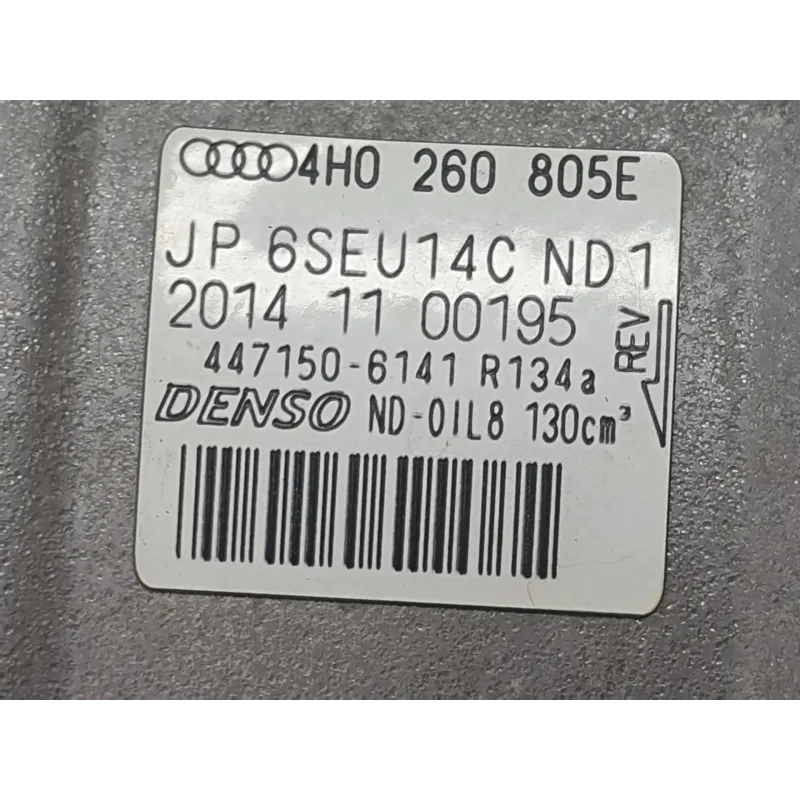 4H0 260 805E
JP 6SEU14C ND1
2014 11 00195
447150-6141 R134a
DENSO ND-OIL8 130cm³
REV